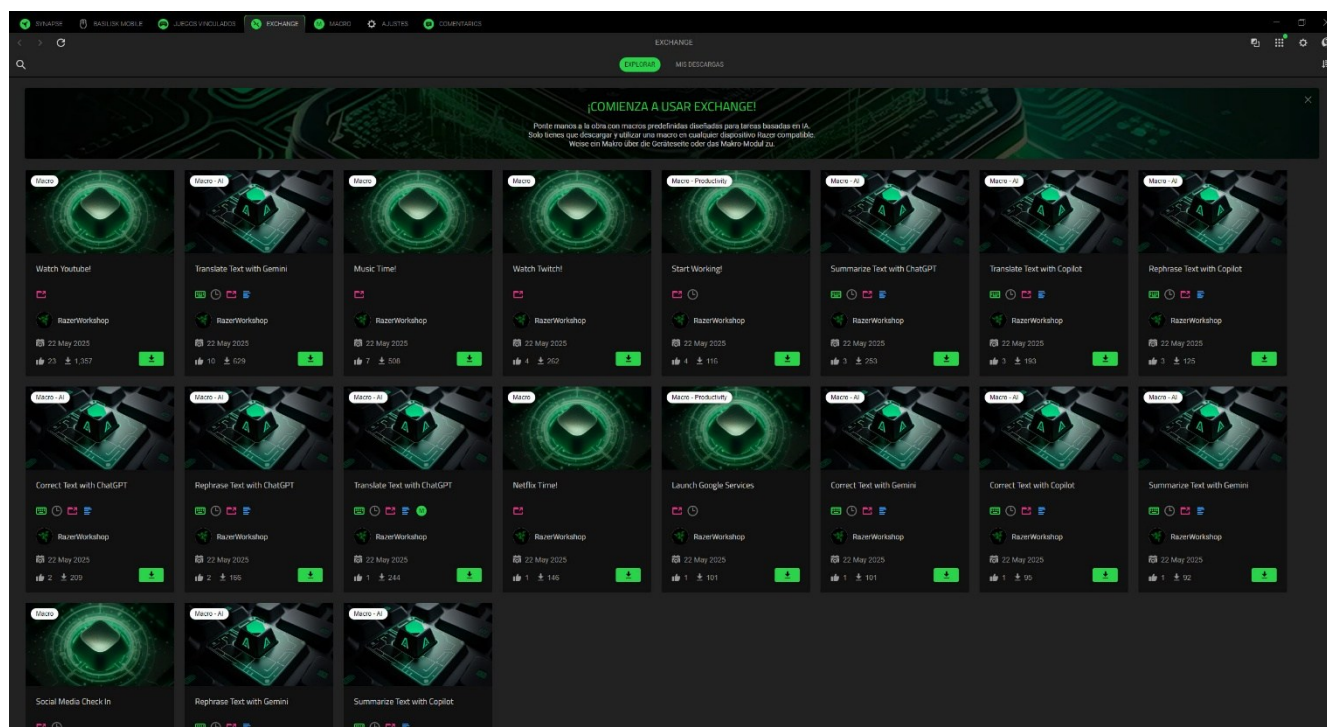 SYNAPSE
BASILISK MOBILE
JUEGOS VINCULADOS
EXCHANGE
MACRO
AJUSTES
COMENTARIOS
EXCHANGE
EXPLORAR
MIS DESCARGAS
¡COMIENZA A USAR EXCHANGE!
Ponte manos a la obra con macros predefinidas diseñadas para tareas basadas en IA.
Solo tienes que descargar y utilizar una macro en cualquier dispositivo Razer compatible.
Weise ein Makro über die Geräteseite oder das Makro-Modul zu.
Macro
Watch Youtube!
RazerWorkshop
22 May 2025
23 1,357
Macro - AI
Translate Text with Gemini
RazerWorkshop
22 May 2025
10 629
Macro
Music Time!
RazerWorkshop
22 May 2025
7 508
Macro
Watch Twitch!
RazerWorkshop
22 May 2025
4 262
Macro - Productivity
Start Working!
RazerWorkshop
22 May 2025
4 116
Macro - AI
Summarize Text with ChatGPT
RazerWorkshop
22 May 2025
3 253
Macro - AI
Translate Text with Copilot
RazerWorkshop
22 May 2025
3 193
Macro - AI
Rephrase Text with Copilot
RazerWorkshop
22 May 2025
3 125
Macro - AI
Correct Text with ChatGPT
RazerWorkshop
22 May 2025
2 209
Macro - AI
Rephrase Text with ChatGPT
RazerWorkshop
22 May 2025
2 166
Macro - AI
Translate Text with ChatGPT
RazerWorkshop
22 May 2025
1 244
Macro
Netflix Time!
RazerWorkshop
22 May 2025
1 146
Macro - Productivity
Launch Google Services
RazerWorkshop
22 May 2025
1 101
Macro - AI
Correct Text with Gemini
RazerWorkshop
22 May 2025
1 101
Macro - AI
Correct Text with Copilot
RazerWorkshop
22 May 2025
1 95
Macro - AI
Summarize Text with Gemini
RazerWorkshop
22 May 2025
1 92
Macro
Social Media Check In
Macro - AI
Rephrase Text with Gemini
Macro - AI
Summarize Text with Copilot